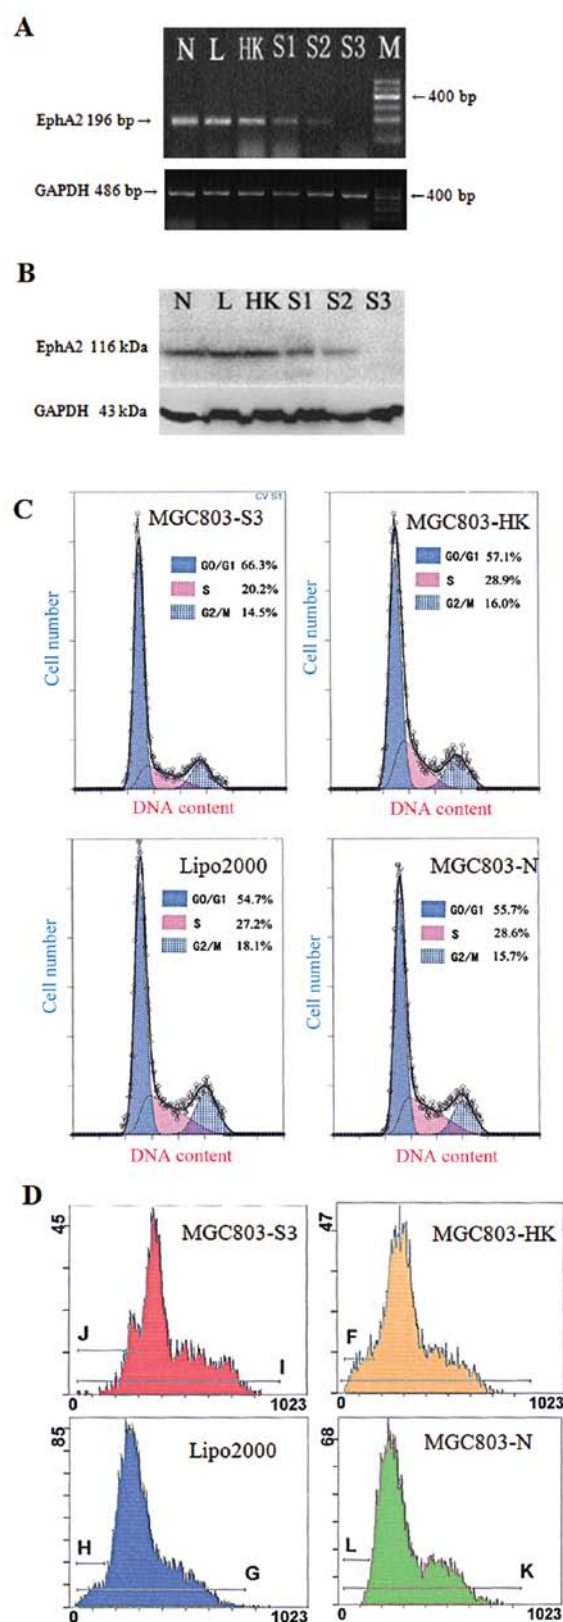 A
N L HK S1 S2 S3 M
←400 bp
EphA2 196 bp→
GAPDH 486 bp→
←400 bp
B
N L HK S1 S2 S3
EphA2 116 kDa
GAPDH 43 kDa
C
CV S1
MGC803-S3
G0/G1 66.3%
S 20.2%
G2/M 14.5%
Cell number
DNA content
MGC803-HK
G0/G1 57.1%
S 28.9%
G2/M 16.0%
Cell number
DNA content
Lipo2000
G0/G1 54.7%
S 27.2%
G2/M 18.1%
Cell number
DNA content
MGC803-N
G0/G1 55.7%
S 28.6%
G2/M 15.7%
Cell number
DNA content
D
45
MGC803-S3
J
I
0 1023
47
MGC803-HK
F
0 1023
85
Lipo2000
H
G
0 1023
68
MGC803-N
L
K
0 1023